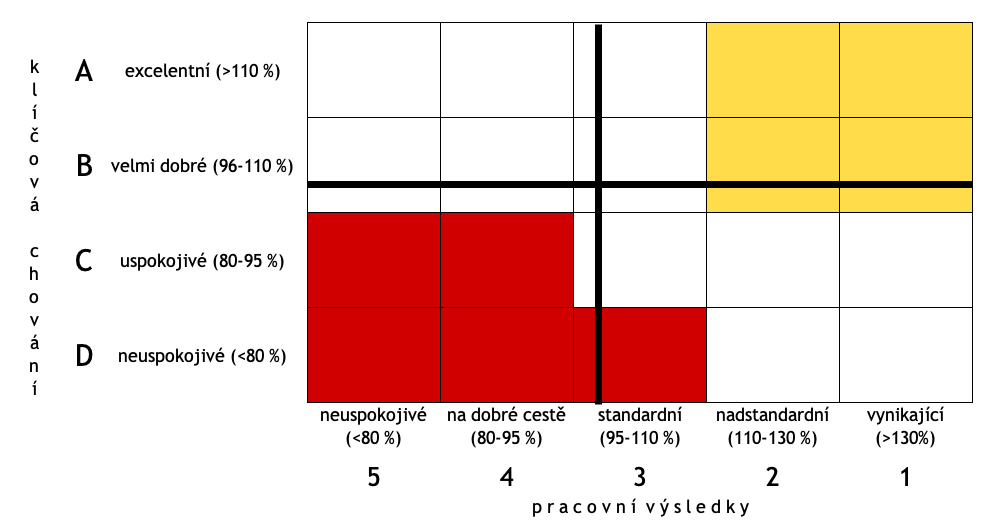 klíčová chování
A excelentní (>110 %)
B velmi dobré (96-110 %)
C uspokojivé (80-95 %)
D neuspokojivé (<80 %)
neuspokojivé na dobré cestě standardní nadstandardní vynikající
(<80 %) (80-95 %) (95-110 %) (110-130 %) (>130%)
5 4 3 2 1
pracovní výsledky